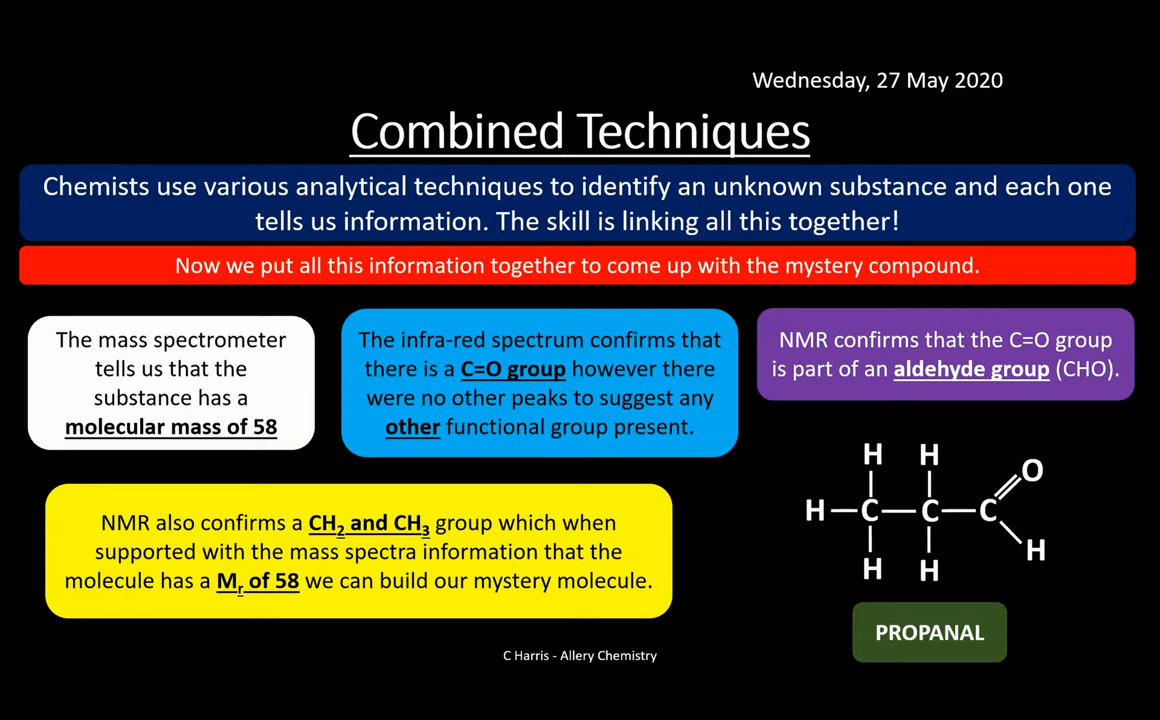 Wednesday, 27 May 2020
Combined Techniques
Chemists use various analytical techniques to identify an unknown substance and each one
tells us information. The skill is linking all this together!
Now we put all this information together to come up with the mystery compound.
The mass spectrometer
tells us that the
substance has a
molecular mass of 58
The infra-red spectrum confirms that
there is a C=O group however there
were no other peaks to suggest any
other functional group present.
NMR confirms that the C=O group
is part of an aldehyde group (CHO).
NMR also confirms a CH₂ and CH₃ group which when
supported with the mass spectra information that the
molecule has a Mᵣ of 58 we can build our mystery molecule.
H H O
H C C C
H H H
PROPANAL
C Harris - Allery Chemistry